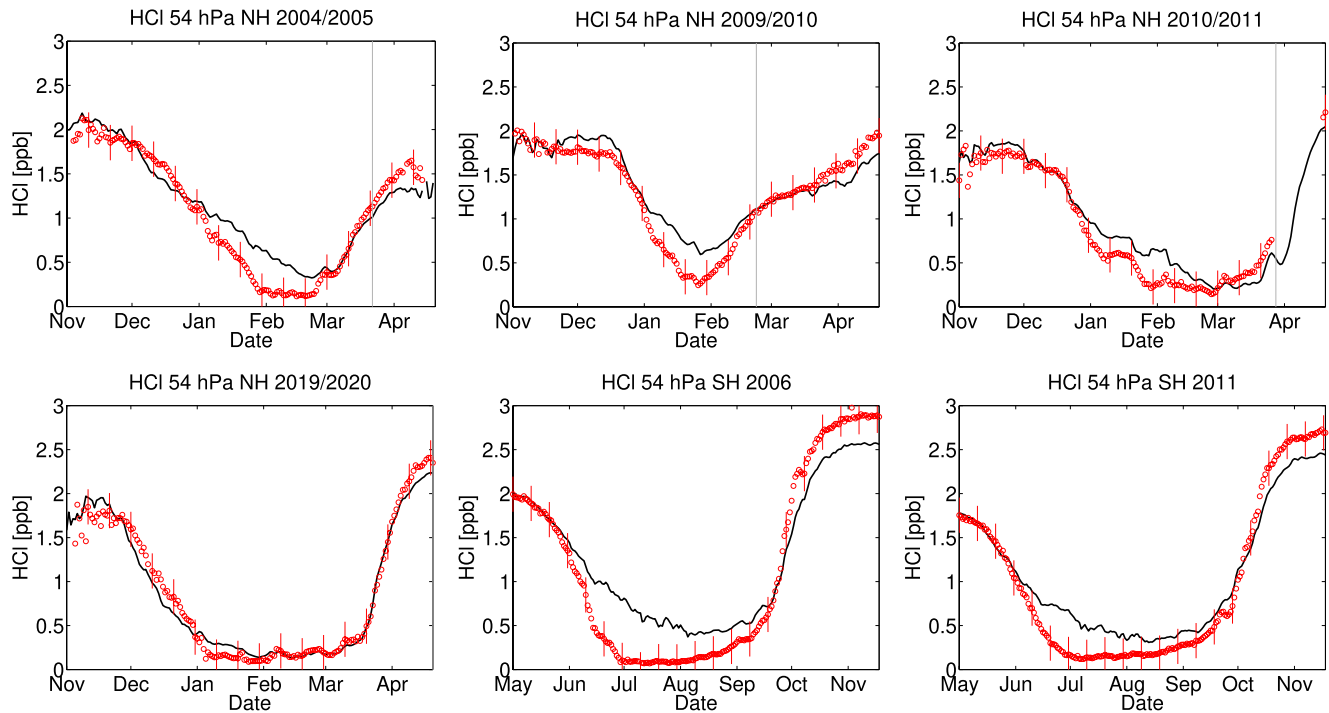 HCl 54 hPa NH 2004/2005
HCl [ppb]
3
2.5
2
1.5
1
0.5
0
Nov Dec Jan Feb Mar Apr
Date
HCl 54 hPa NH 2009/2010
HCl [ppb]
3
2.5
2
1.5
1
0.5
0
Nov Dec Jan Feb Mar Apr
Date
HCl 54 hPa NH 2010/2011
HCl [ppb]
3
2.5
2
1.5
1
0.5
0
Nov Dec Jan Feb Mar Apr
Date
HCl 54 hPa NH 2019/2020
HCl [ppb]
3
2.5
2
1.5
1
0.5
0
Nov Dec Jan Feb Mar Apr
Date
HCl 54 hPa SH 2006
HCl [ppb]
3
2.5
2
1.5
1
0.5
0
May Jun Jul Aug Sep Oct Nov
Date
HCl 54 hPa SH 2011
HCl [ppb]
3
2.5
2
1.5
1
0.5
0
May Jun Jul Aug Sep Oct Nov
Date